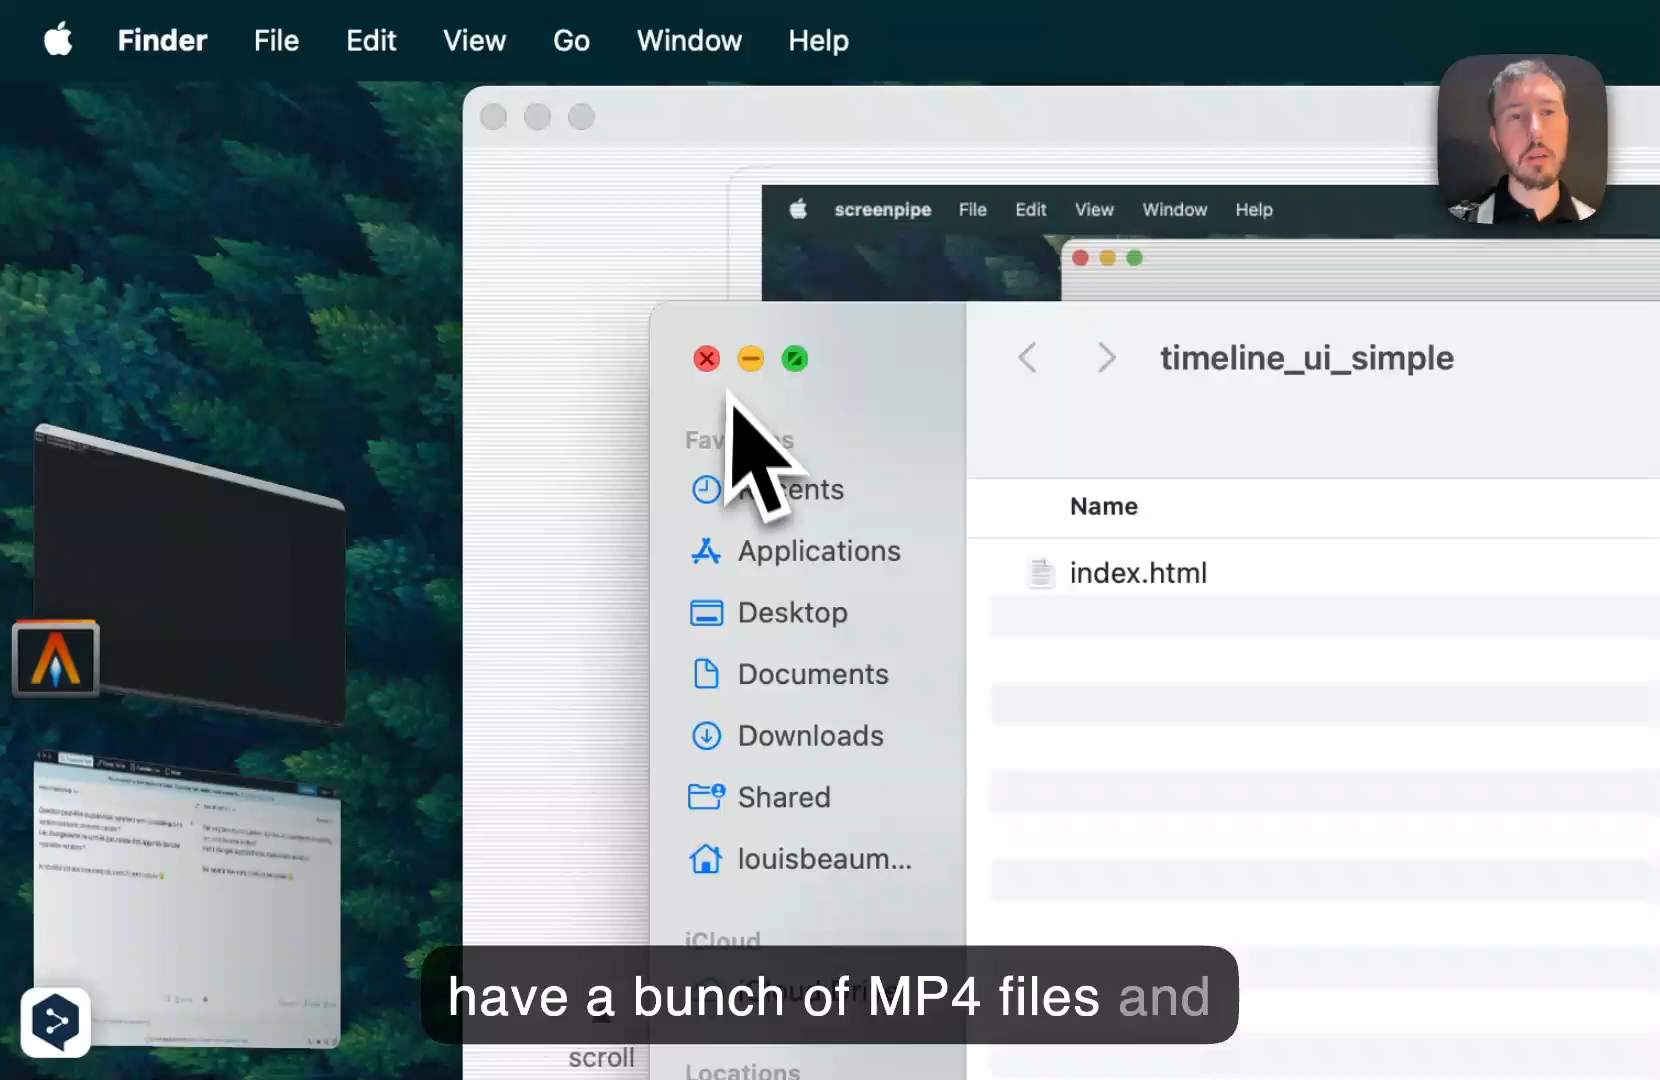 Finder File Edit View Go Window Help
screenpipe File Edit View Window Help
timeline_ui_simple
Name
Recents
index.html
Applications
Desktop
Documents
Downloads
Shared
louisbeaum...
iCloud
have a bunch of MP4 files and
scroll
Locations